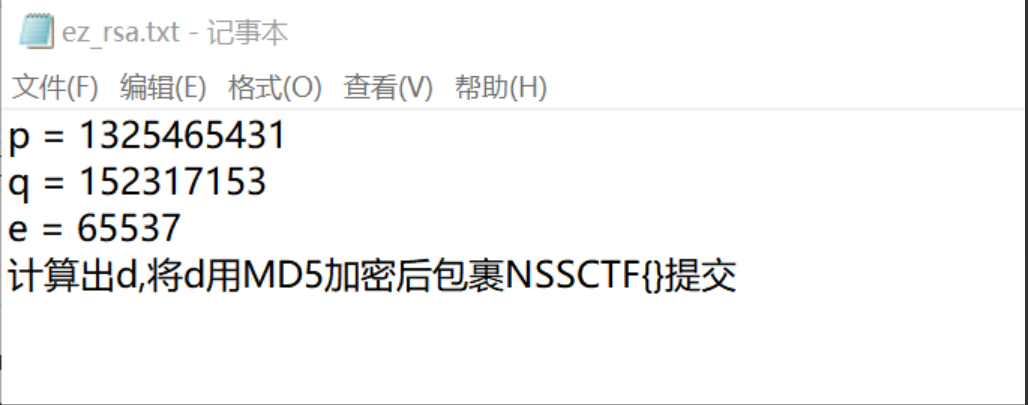 ez_rsa.txt - 记事本
文件(F) 编辑(E) 格式(O) 查看(V) 帮助(H)
p = 1325465431
q = 152317153
e = 65537
计算出d,将d用MD5加密后包裹NSSCTF{}提交